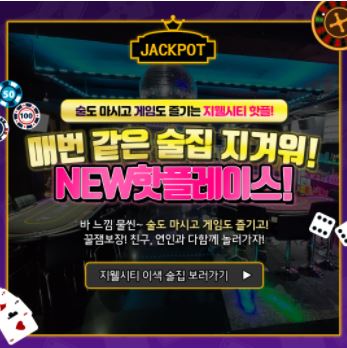 JACKPOT
술도 마시고 게임도 즐기는 지웰시티 핫플!
매번 같은 술집 지겨워!
NEW핫플레이스!
바 느낌 물씬~ 술도 마시고 게임도 즐기고!
꿀잼보장! 친구, 연인과 다함께 놀러가자!
지웰시티 이색 술집 보러가기 ▶
50
100